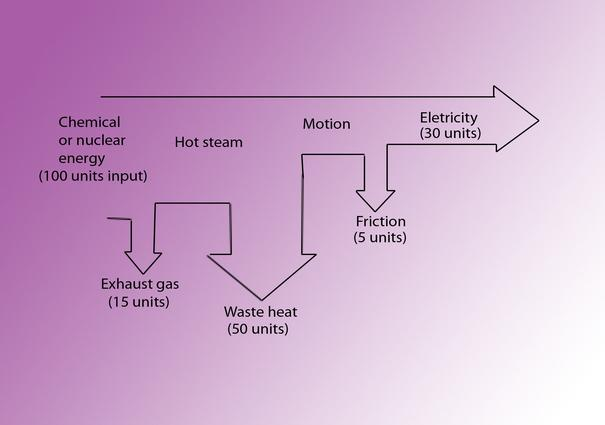 Chemical
or nuclear
energy
(100 units input)
Hot steam
Motion
Eletricity
(30 units)
Exhaust gas
(15 units)
Waste heat
(50 units)
Friction
(5 units)